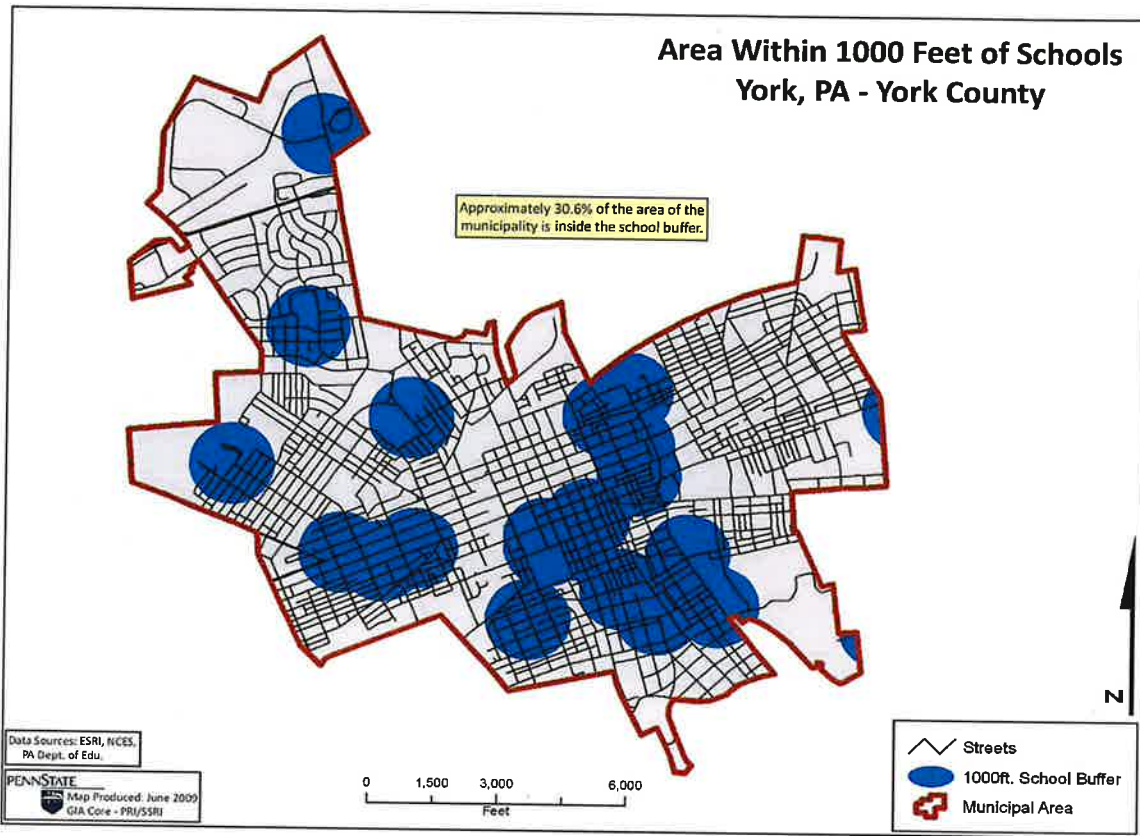 Area Within 1000 Feet of Schools
York, PA - York County
Approximately 30.6% of the area of the
municipality is inside the school buffer.
Data Sources: ESRI, NCES,
PA Dept. of Edu.
PENNSTATE
Map Produced: June 2009
GIA Core - PRI/SSRI
0 1,500 3,000 6,000
Feet
N
Streets
1000ft. School Buffer
Municipal Area